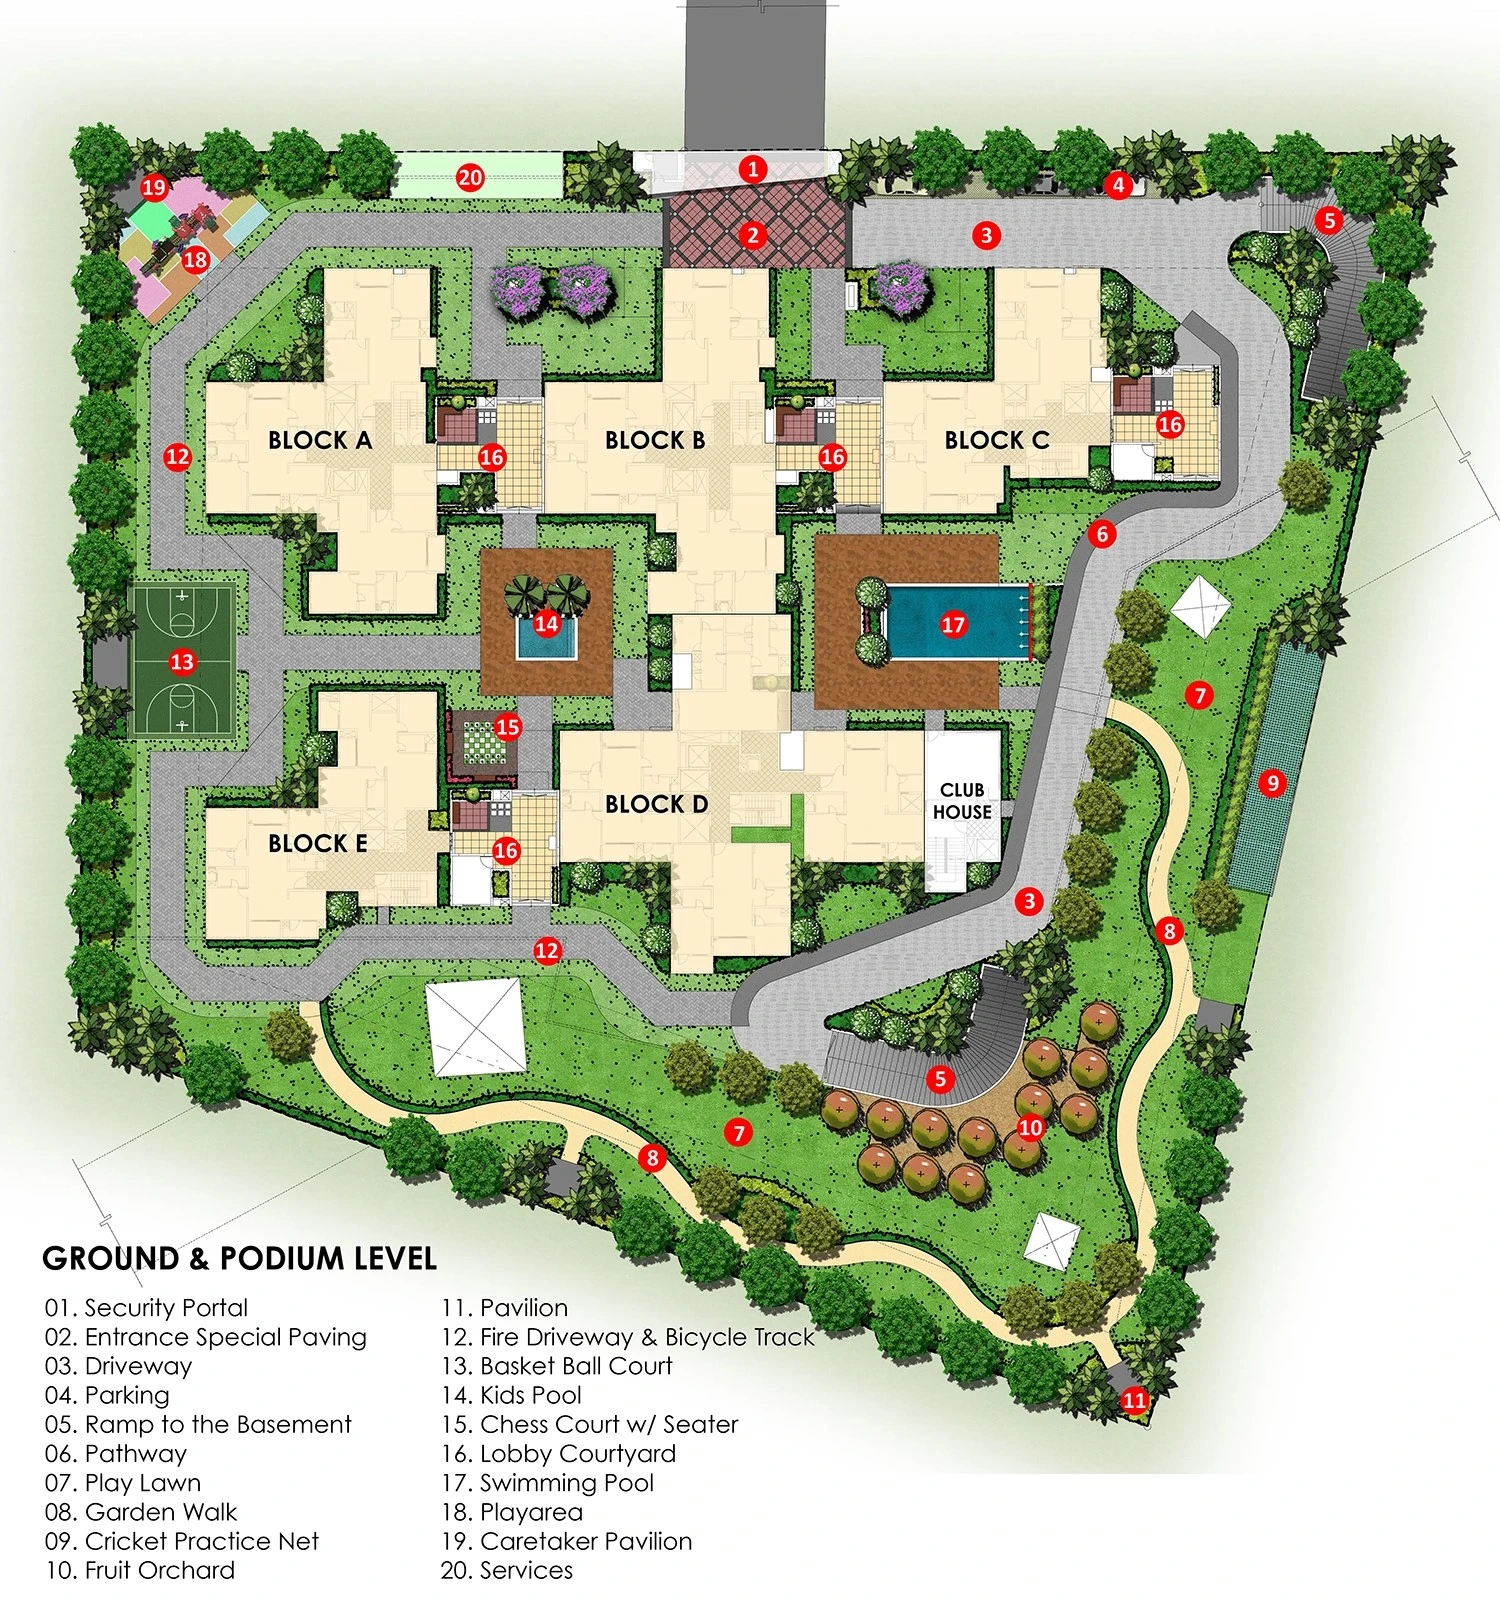 1
20
19
4
5
2
3
18
BLOCK A
BLOCK B
BLOCK C
16
12
16
16
6
14
17
13
7
15
9
BLOCK D
CLUB
HOUSE
BLOCK E
16
3
8
12
5
7
10
8
11
GROUND & PODIUM LEVEL
01. Security Portal
02. Entrance Special Paving
03. Driveway
04. Parking
05. Ramp to the Basement
06. Pathway
07. Play Lawn
08. Garden Walk
09. Cricket Practice Net
10. Fruit Orchard
11. Pavilion
12. Fire Driveway & Bicycle Track
13. Basket Ball Court
14. Kids Pool
15. Chess Court w/ Seater
16. Lobby Courtyard
17. Swimming Pool
18. Playarea
19. Caretaker Pavilion
20. Services